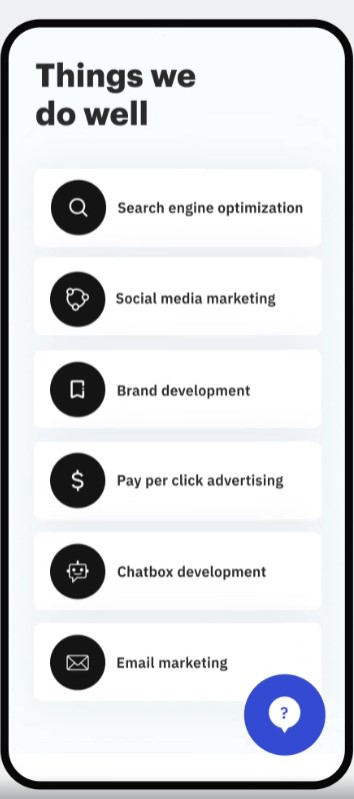 Things we
do well
Search engine optimization
Social media marketing
Brand development
$
Pay per click advertising
Chatbox development
Email marketing
?